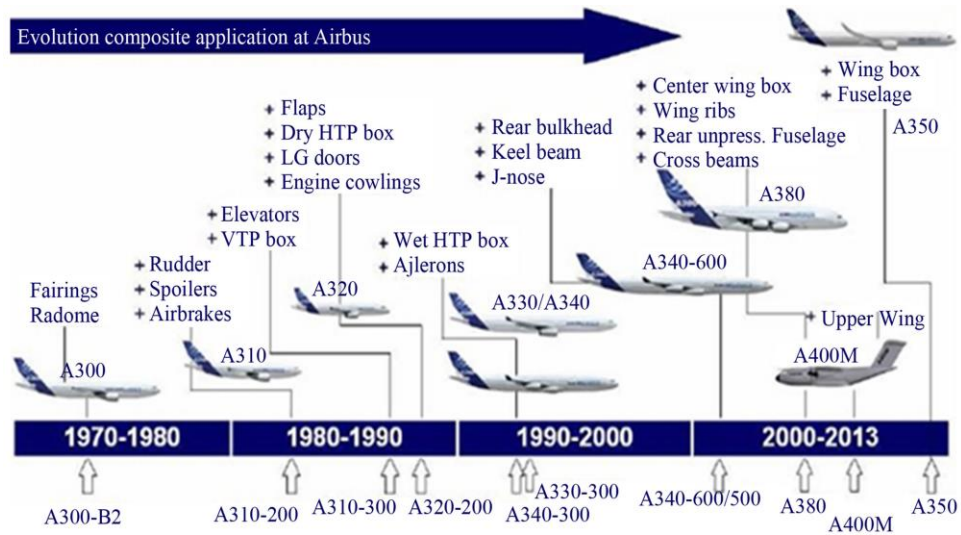 Evolution composite application at Airbus
+ Wing box
+ Fuselage
A350
+ Center wing box
+ Wing ribs
+ Rear unpress. Fuselage
+ Cross beams
A380
+ Flaps
+ Dry HTP box
+ LG doors
+ Engine cowlings
+ Rear bulkhead
+ Keel beam
+ J-nose
+ Elevators
+ VTP box
+ Wet HTP box
+ Ajlerons
A340-600
+ Rudder
+ Spoilers
+ Airbrakes
Fairings
Radome
A320
A330/A340
+ Upper Wing
A300
A310
A400M
1970-1980
1980-1990
1990-2000
2000-2013
A300-B2
A310-200
A310-300
A320-200
A330-300
A340-300
A340-600/500
A380
A400M
A350